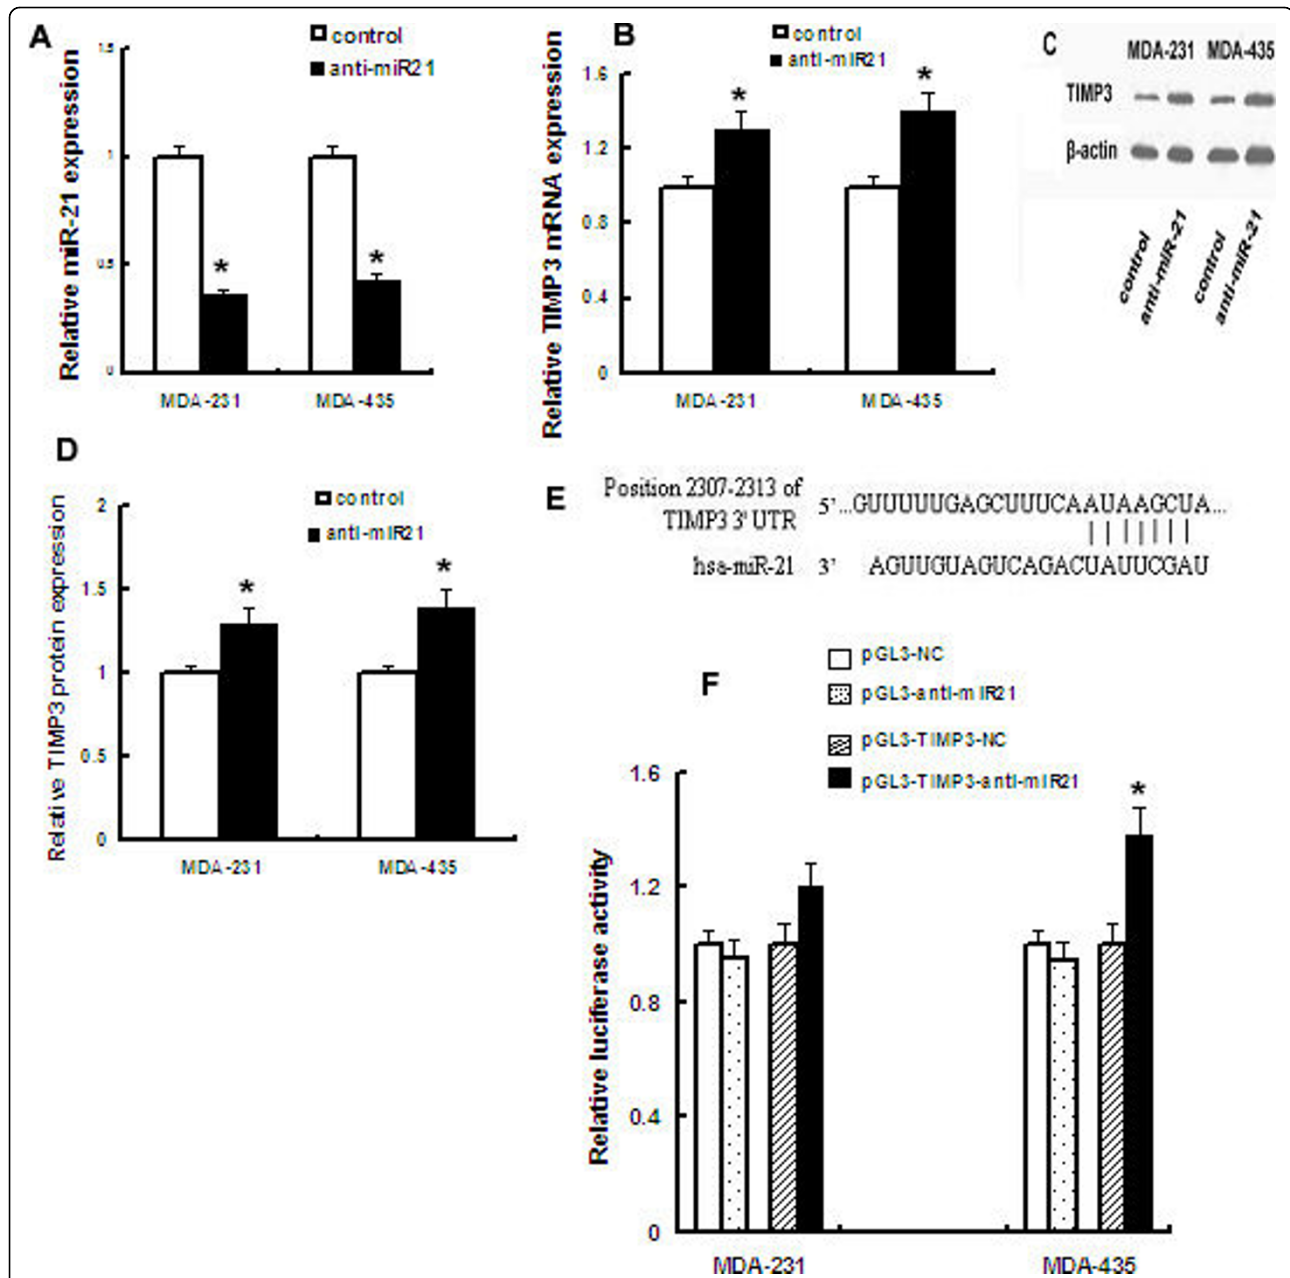 A
control
anti-miR21
Relative miR-21 expression
1.5
1
0.5
0
*
*
MDA-231
MDA-435
B
control
anti-miR21
Relative TIMP3 mRNA expression
1.6
1.2
0.8
0.4
0
*
*
MDA-231
MDA-435
C
MDA-231 MDA-435
TIMP3
β-actin
control
anti-miR-21
control
anti-miR-21
D
control
anti-miR21
Relative TIMP3 protein expression
2
1.5
1
0.5
0
*
*
MDA-231
MDA-435
E
Position 2307-2313 of
TIMP3 3' UTR
5'...GUUUUUGAGCUUUCAAUAAGCUA...
hsa-miR-21 3' AGUUGUAGUCAGACUAUUCGAU
F
pGL3-NC
pGL3-anti-miR21
pGL3-TIMP3-NC
pGL3-TIMP3-anti-miR21
Relative luciferase activity
1.6
1.2
0.8
0.4
0
*
MDA-231
MDA-435